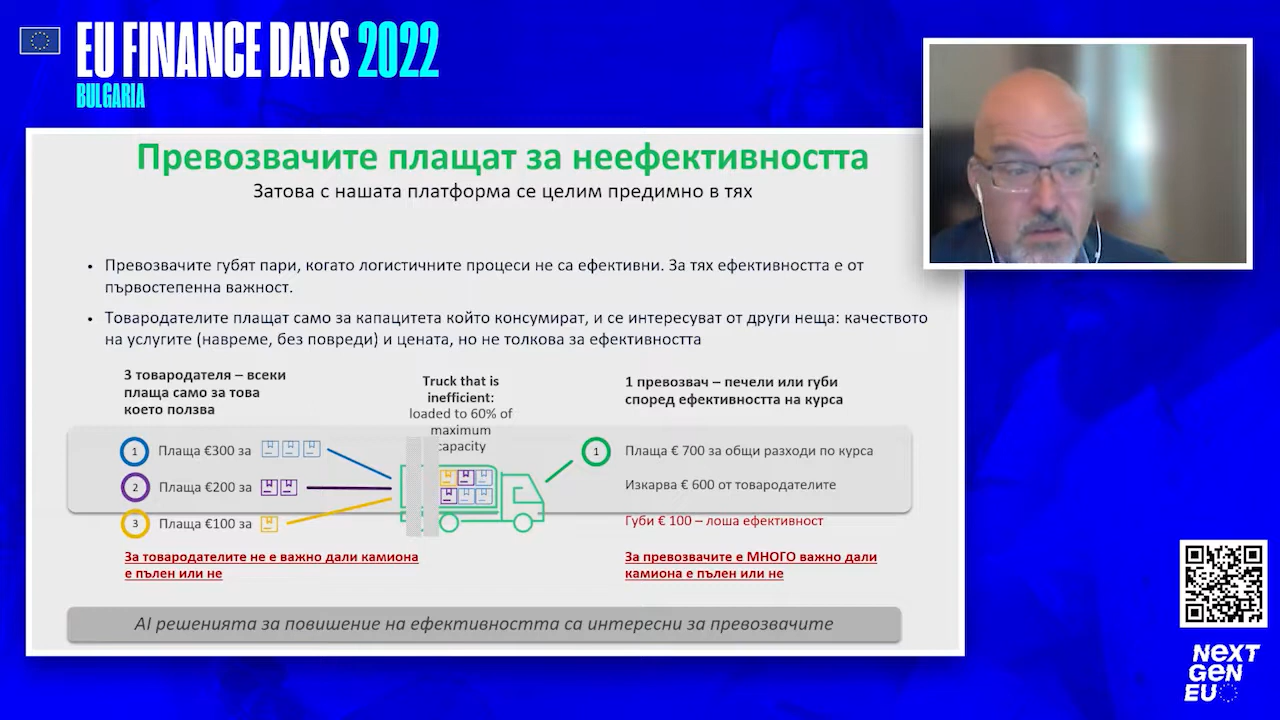 EU FINANCE DAYS 2022
BULGARIA
Превозвачите плащат за неефективността
Затова с нашата платформа се целим предимно в тях
• Превозвачите губят пари, когато логистичните процеси не са ефективни. За тях ефективността е от
първостепенна важност.
• Товародателите плащат само за капацитета който консумират, и се интересуват от други неща: качеството
на услугите (навреме, без повреди) и цената, но не толкова за ефективността
3 товародателя – всеки
плаща само за това
което ползва
Truck that is
inefficient:
loaded to 60% of
maximum
capacity
1 превозвач – печели или губи
според ефективността на курса
1 Плаща €300 за
2 Плаща €200 за
3 Плаща €100 за
1 Плаща € 700 за общи разходи по курса
Изкарва € 600 от товародателите
Губи € 100 – лоша ефективност
За товародателите не е важно дали камиона
е пълен или не
За превозвачите е МНОГО важно дали
камиона е пълен или не
AI решенията за повишение на ефективността са интересни за превозвачите
NEXT
GEN
EU